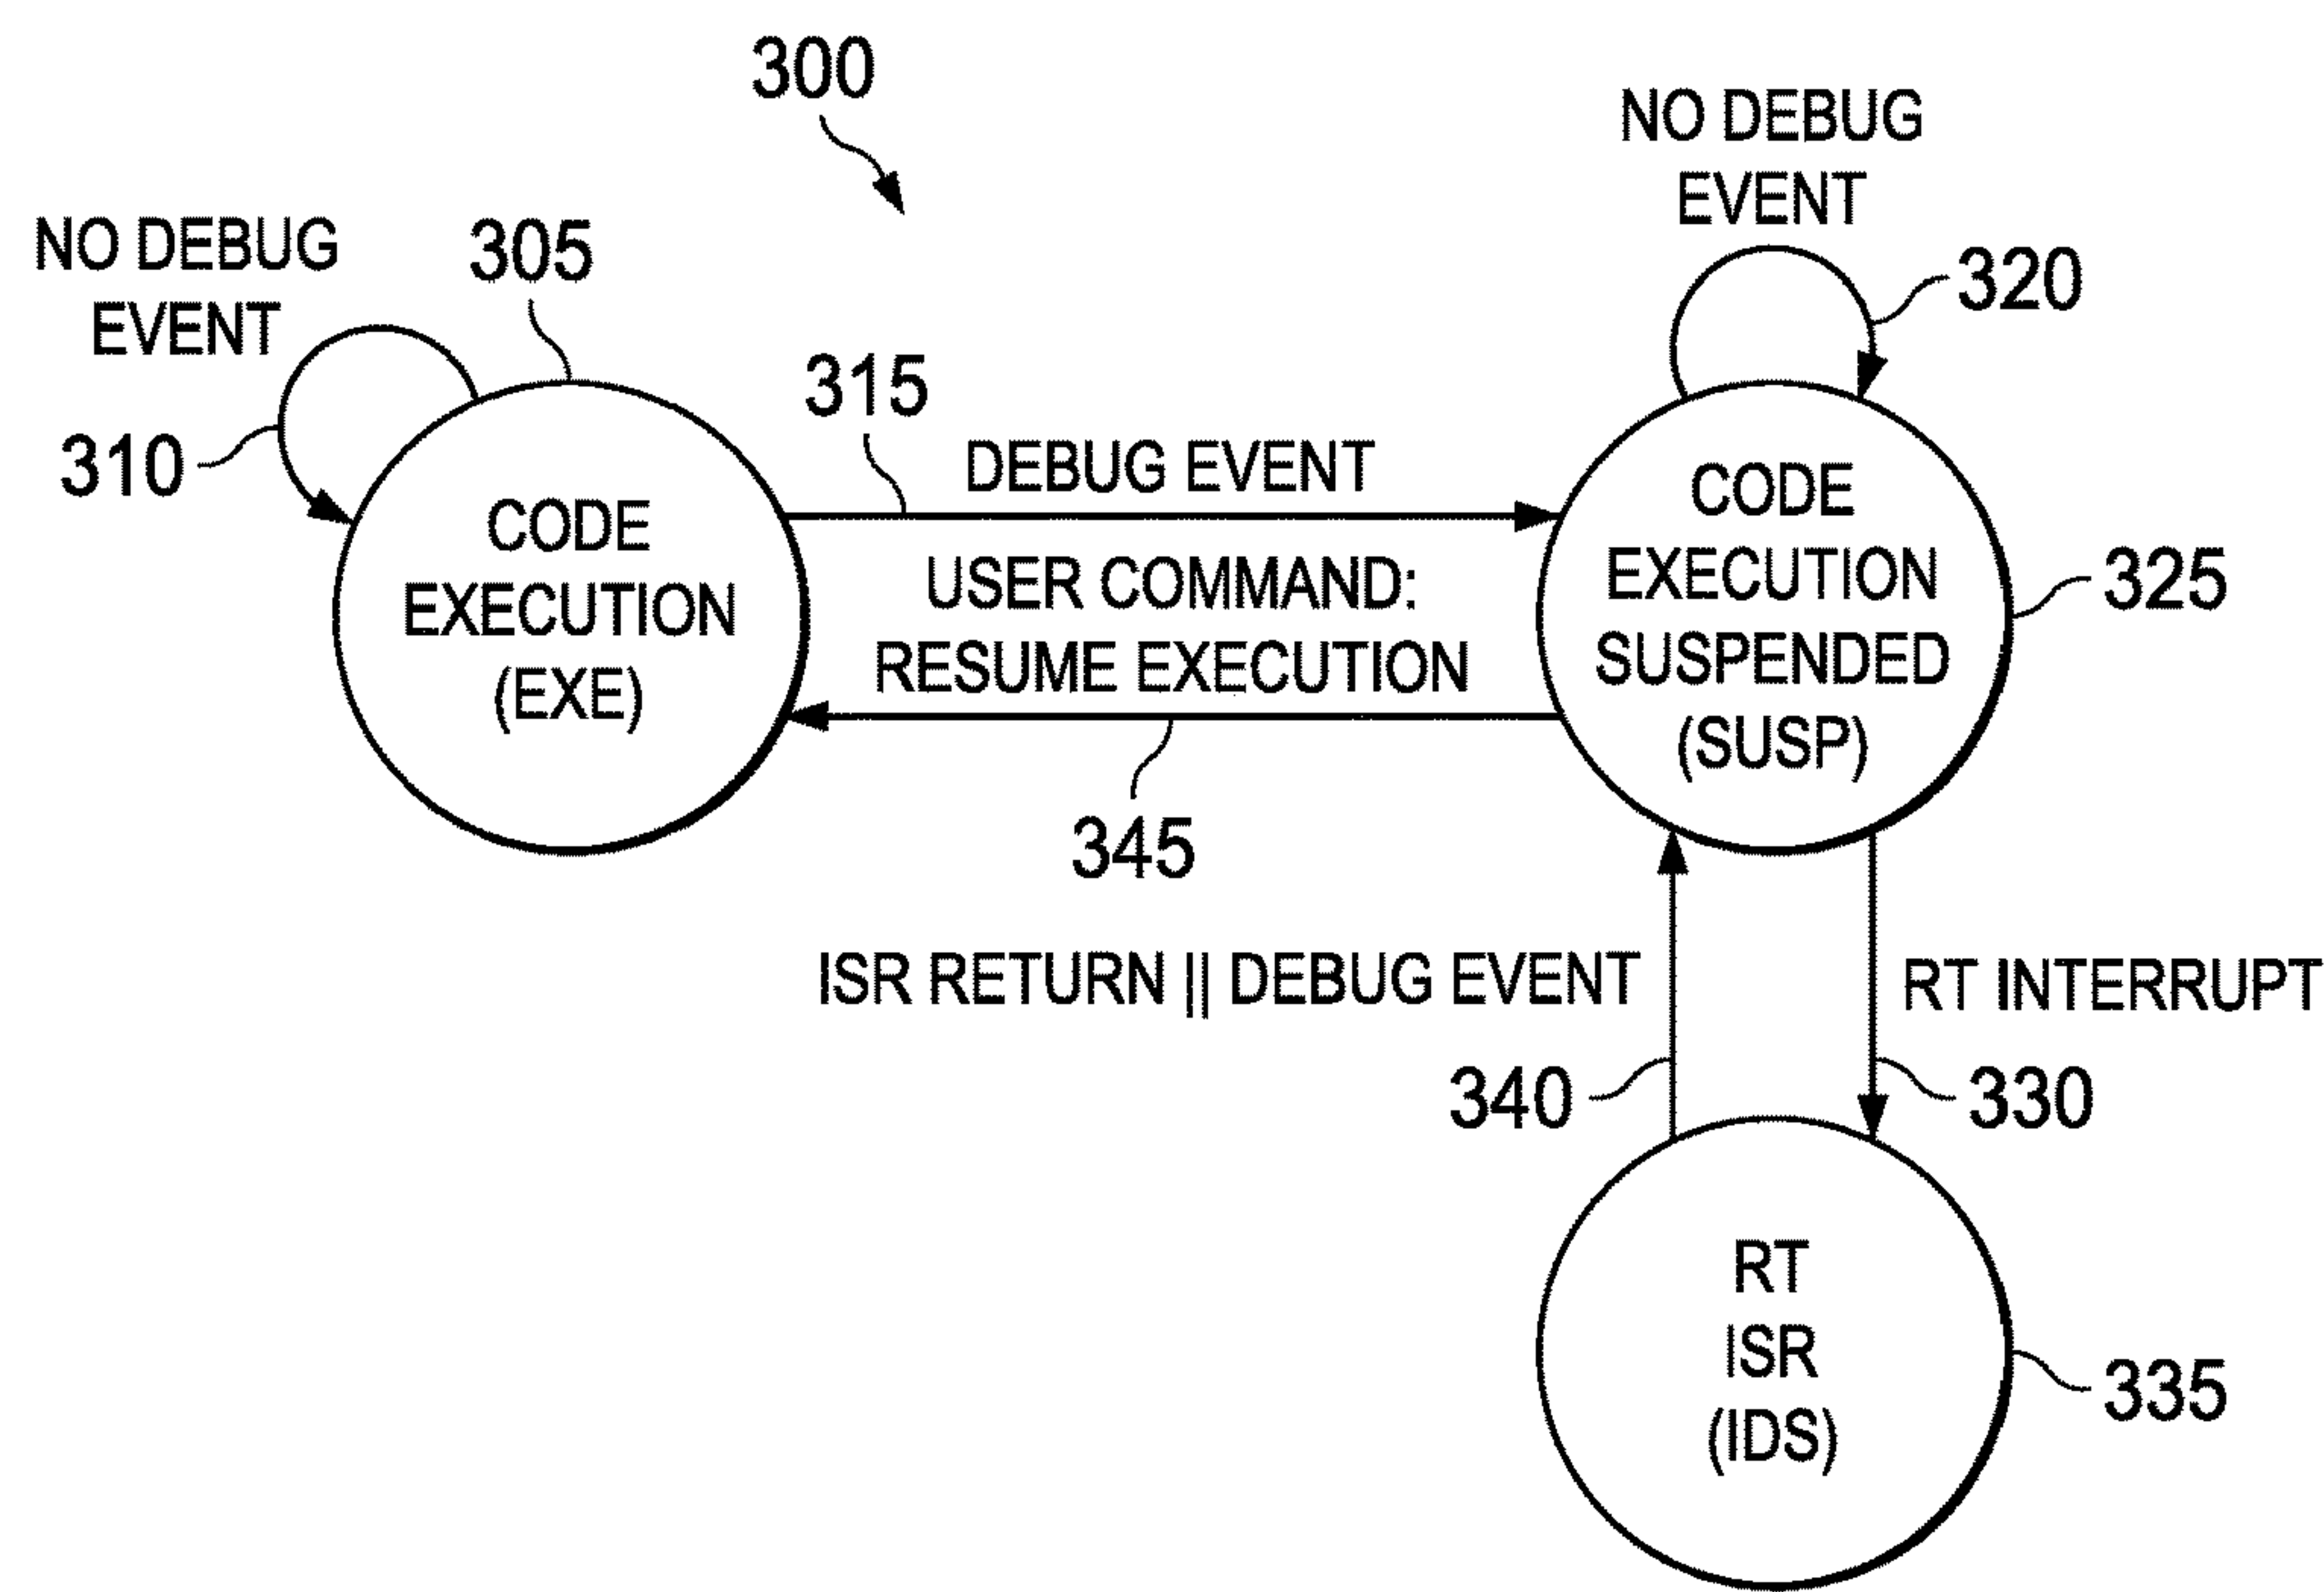 300
NO DEBUG
EVENT
305
310
CODE
EXECUTION
(EXE)
315
DEBUG EVENT
USER COMMAND:
RESUME EXECUTION
345
NO DEBUG
EVENT
320
CODE
EXECUTION
SUSPENDED
(SUSP)
325
ISR RETURN || DEBUG EVENT
RT INTERRUPT
340
330
RT
ISR
(IDS)
335